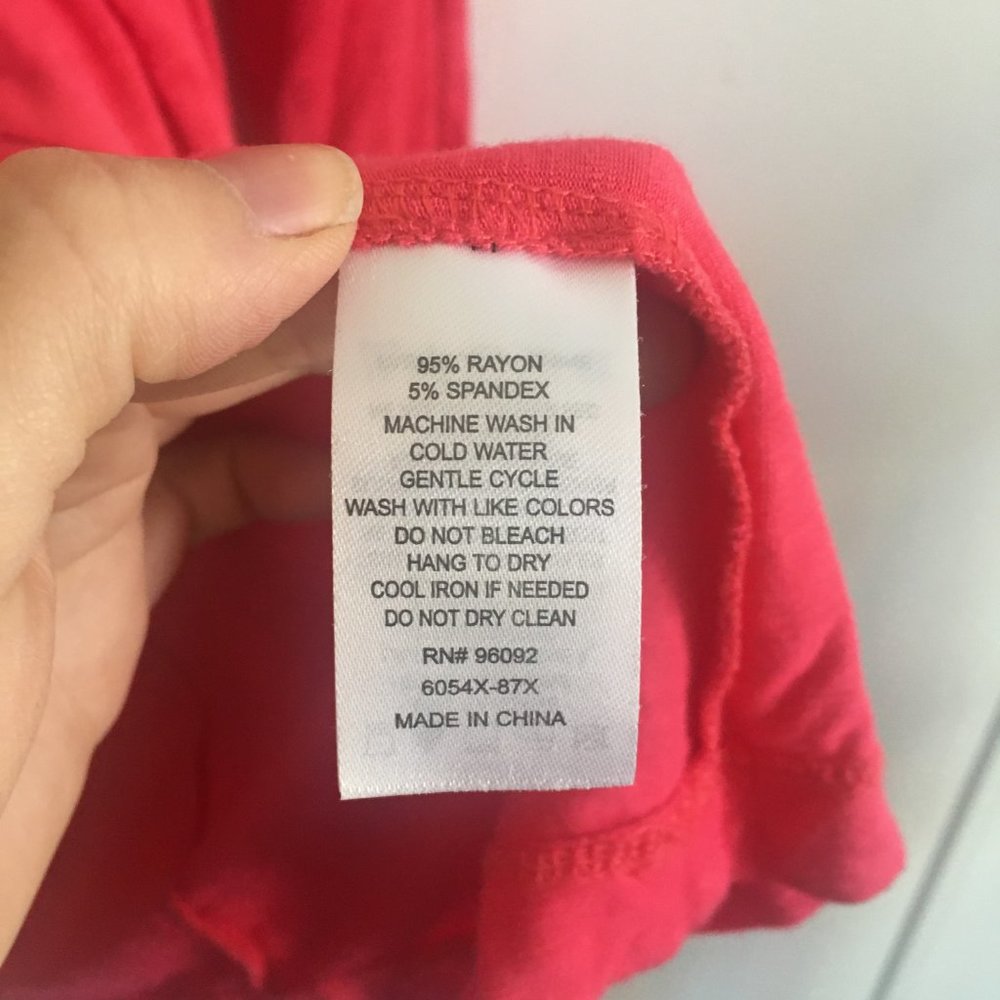 95% RAYON
5% SPANDEX
MACHINE WASH IN
COLD WATER
GENTLE CYCLE
WASH WITH LIKE COLORS
DO NOT BLEACH
HANG TO DRY
COOL IRON IF NEEDED
DO NOT DRY CLEAN
RN# 96092
6054X-87X
MADE IN CHINA